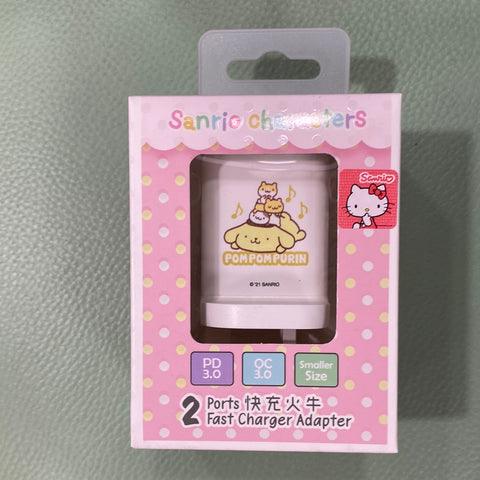 Sanrio characters
Sanrio
POMPOMPURIN
© '21 SANRIO
PD
3.0
QC
3.0
Smaller
Size
2 Ports 快充火牛
Fast Charger Adapter